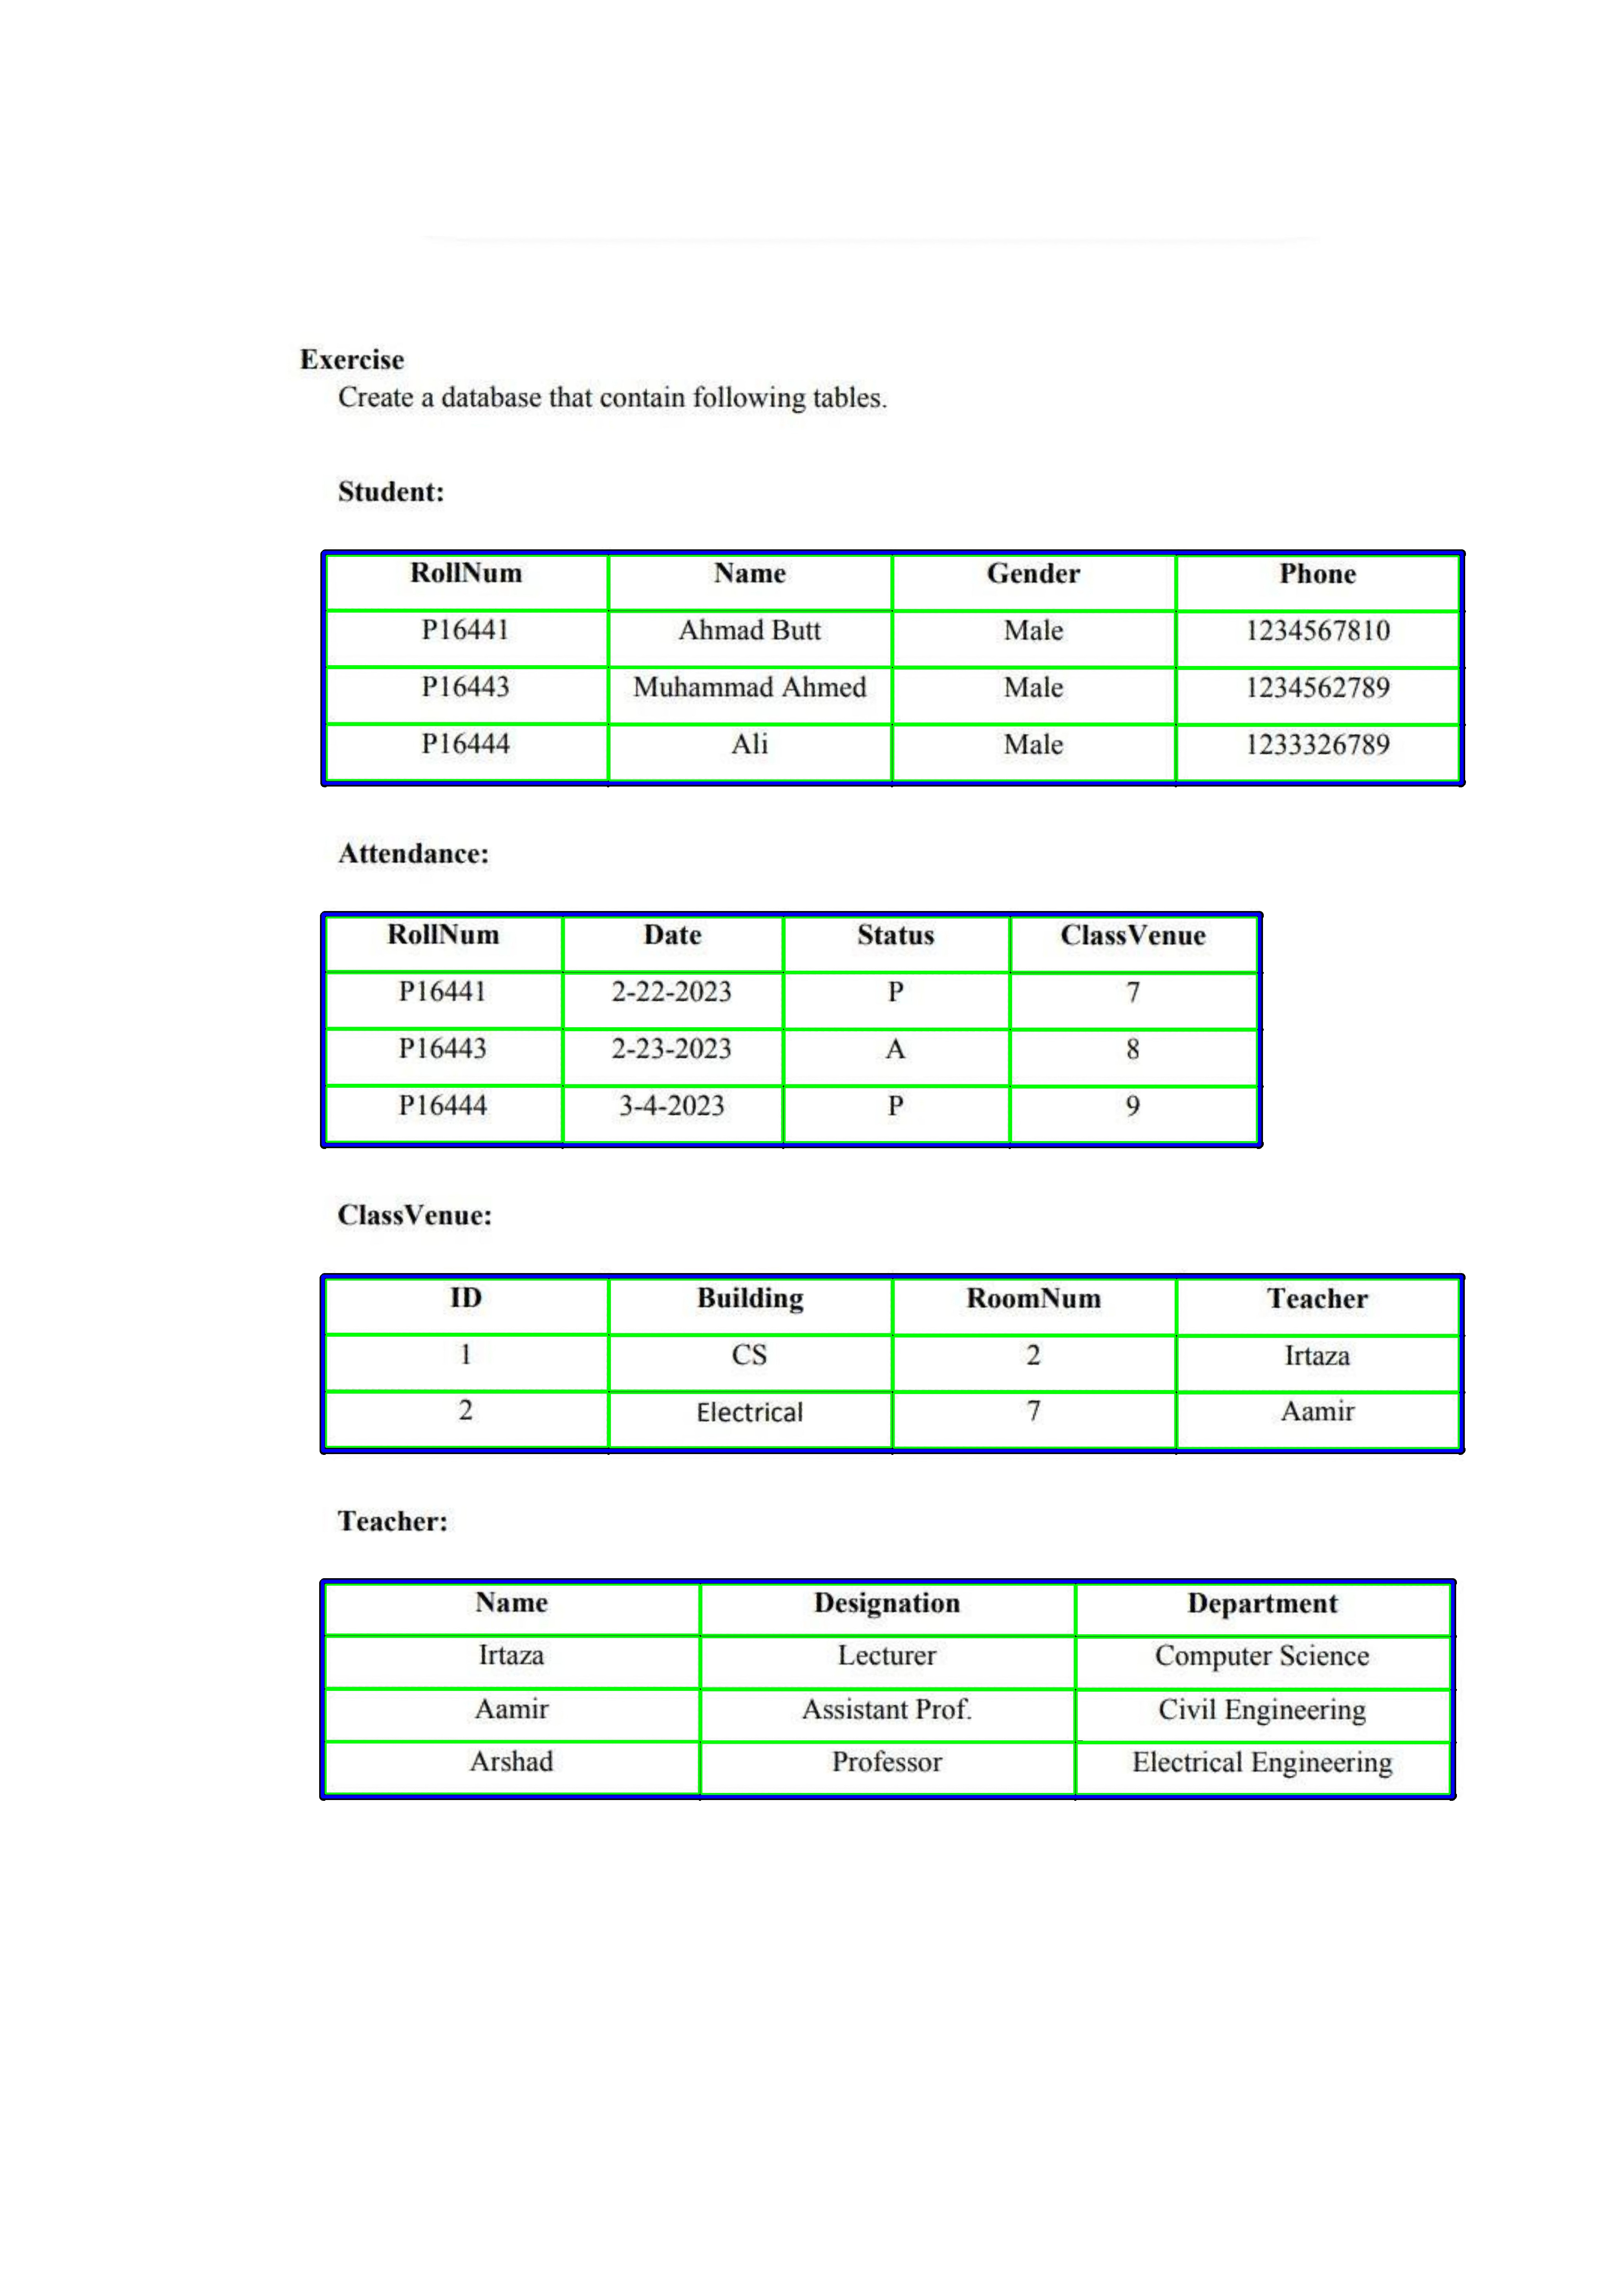 Exercise
Create a database that contain following tables.
Student:
RollNum Name Gender Phone
P16441 Ahmad Butt Male 1234567810
P16443 Muhammad Ahmed Male 1234562789
P16444 Ali Male 1233326789
Attendance:
RollNum Date Status ClassVenue
P16441 2-22-2023 P 7
P16443 2-23-2023 A 8
P16444 3-4-2023 P 9
ClassVenue:
ID Building RoomNum Teacher
1 CS 2 Irtaza
2 Electrical 7 Aamir
Teacher:
Name Designation Department
Irtaza Lecturer Computer Science
Aamir Assistant Prof. Civil Engineering
Arshad Professor Electrical Engineering